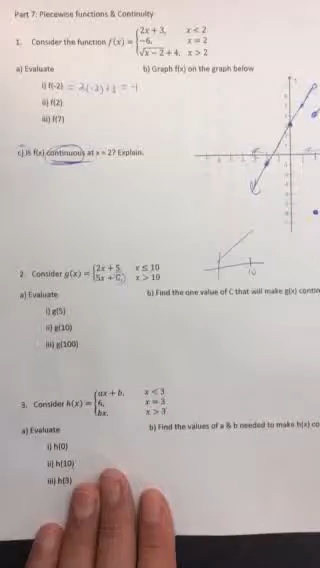 Part 7: Piecewise functions & Continuity
1. Consider the function f(x) = { 2x + 3, x < 2
−6, x = 2
√x − 2 + 4, x > 2
a) Evaluate b) Graph f(x) on the graph below
i) f(-2) = 2(-2)+3 = -1
ii) f(2)
iii) f(7)
c) Is f(x) continuous at x = 2? Explain.
10
2. Consider g(x) = { 2x + 5 x ≤ 10
5x + C, x > 10
a) Evaluate b) Find the one value of C that will make g(x)
i) g(5)
ii) g(10)
iii) g(100)
3. Consider h(x) = { ax + b, x < 3
6, x = 3
bx, x > 3
a) Evaluate b) Find the values of a & b needed to make h(x)
i) h(0)
ii) h(10)
iii) h(3)